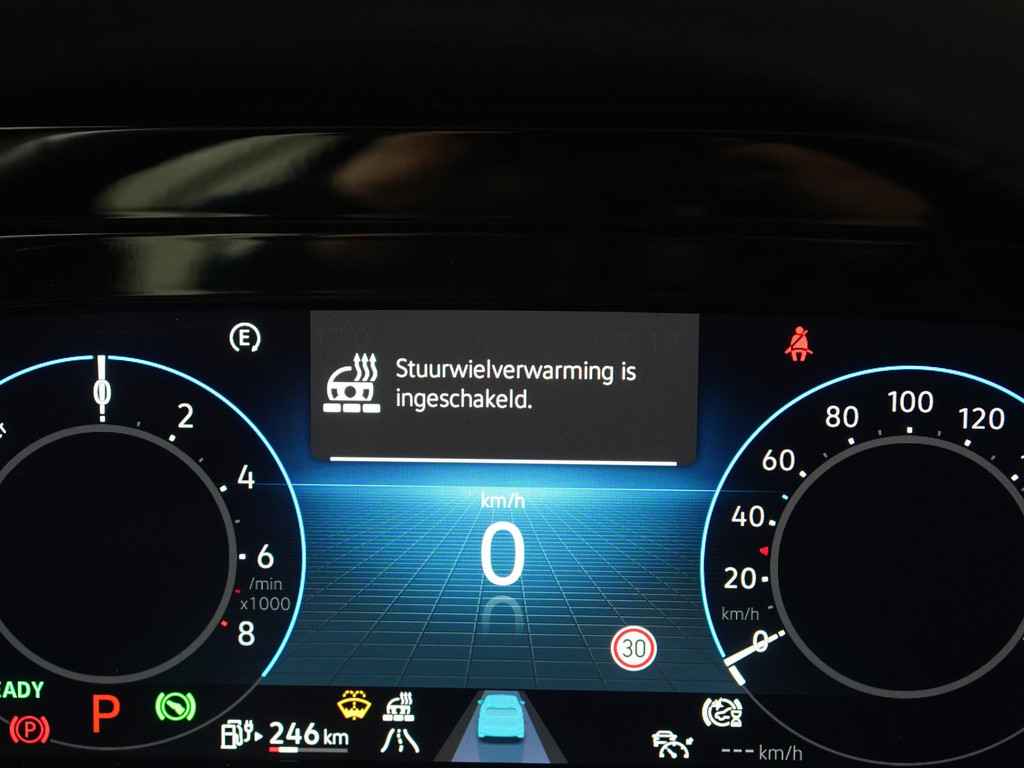 E
Stuurwielverwarming is
ingeschakeld.
km/h
0
0
2
4
6
8
/min
x1000
0
20
40
60
80
100
120
km/h
30
EADY
P
P
246 km
--- km/h